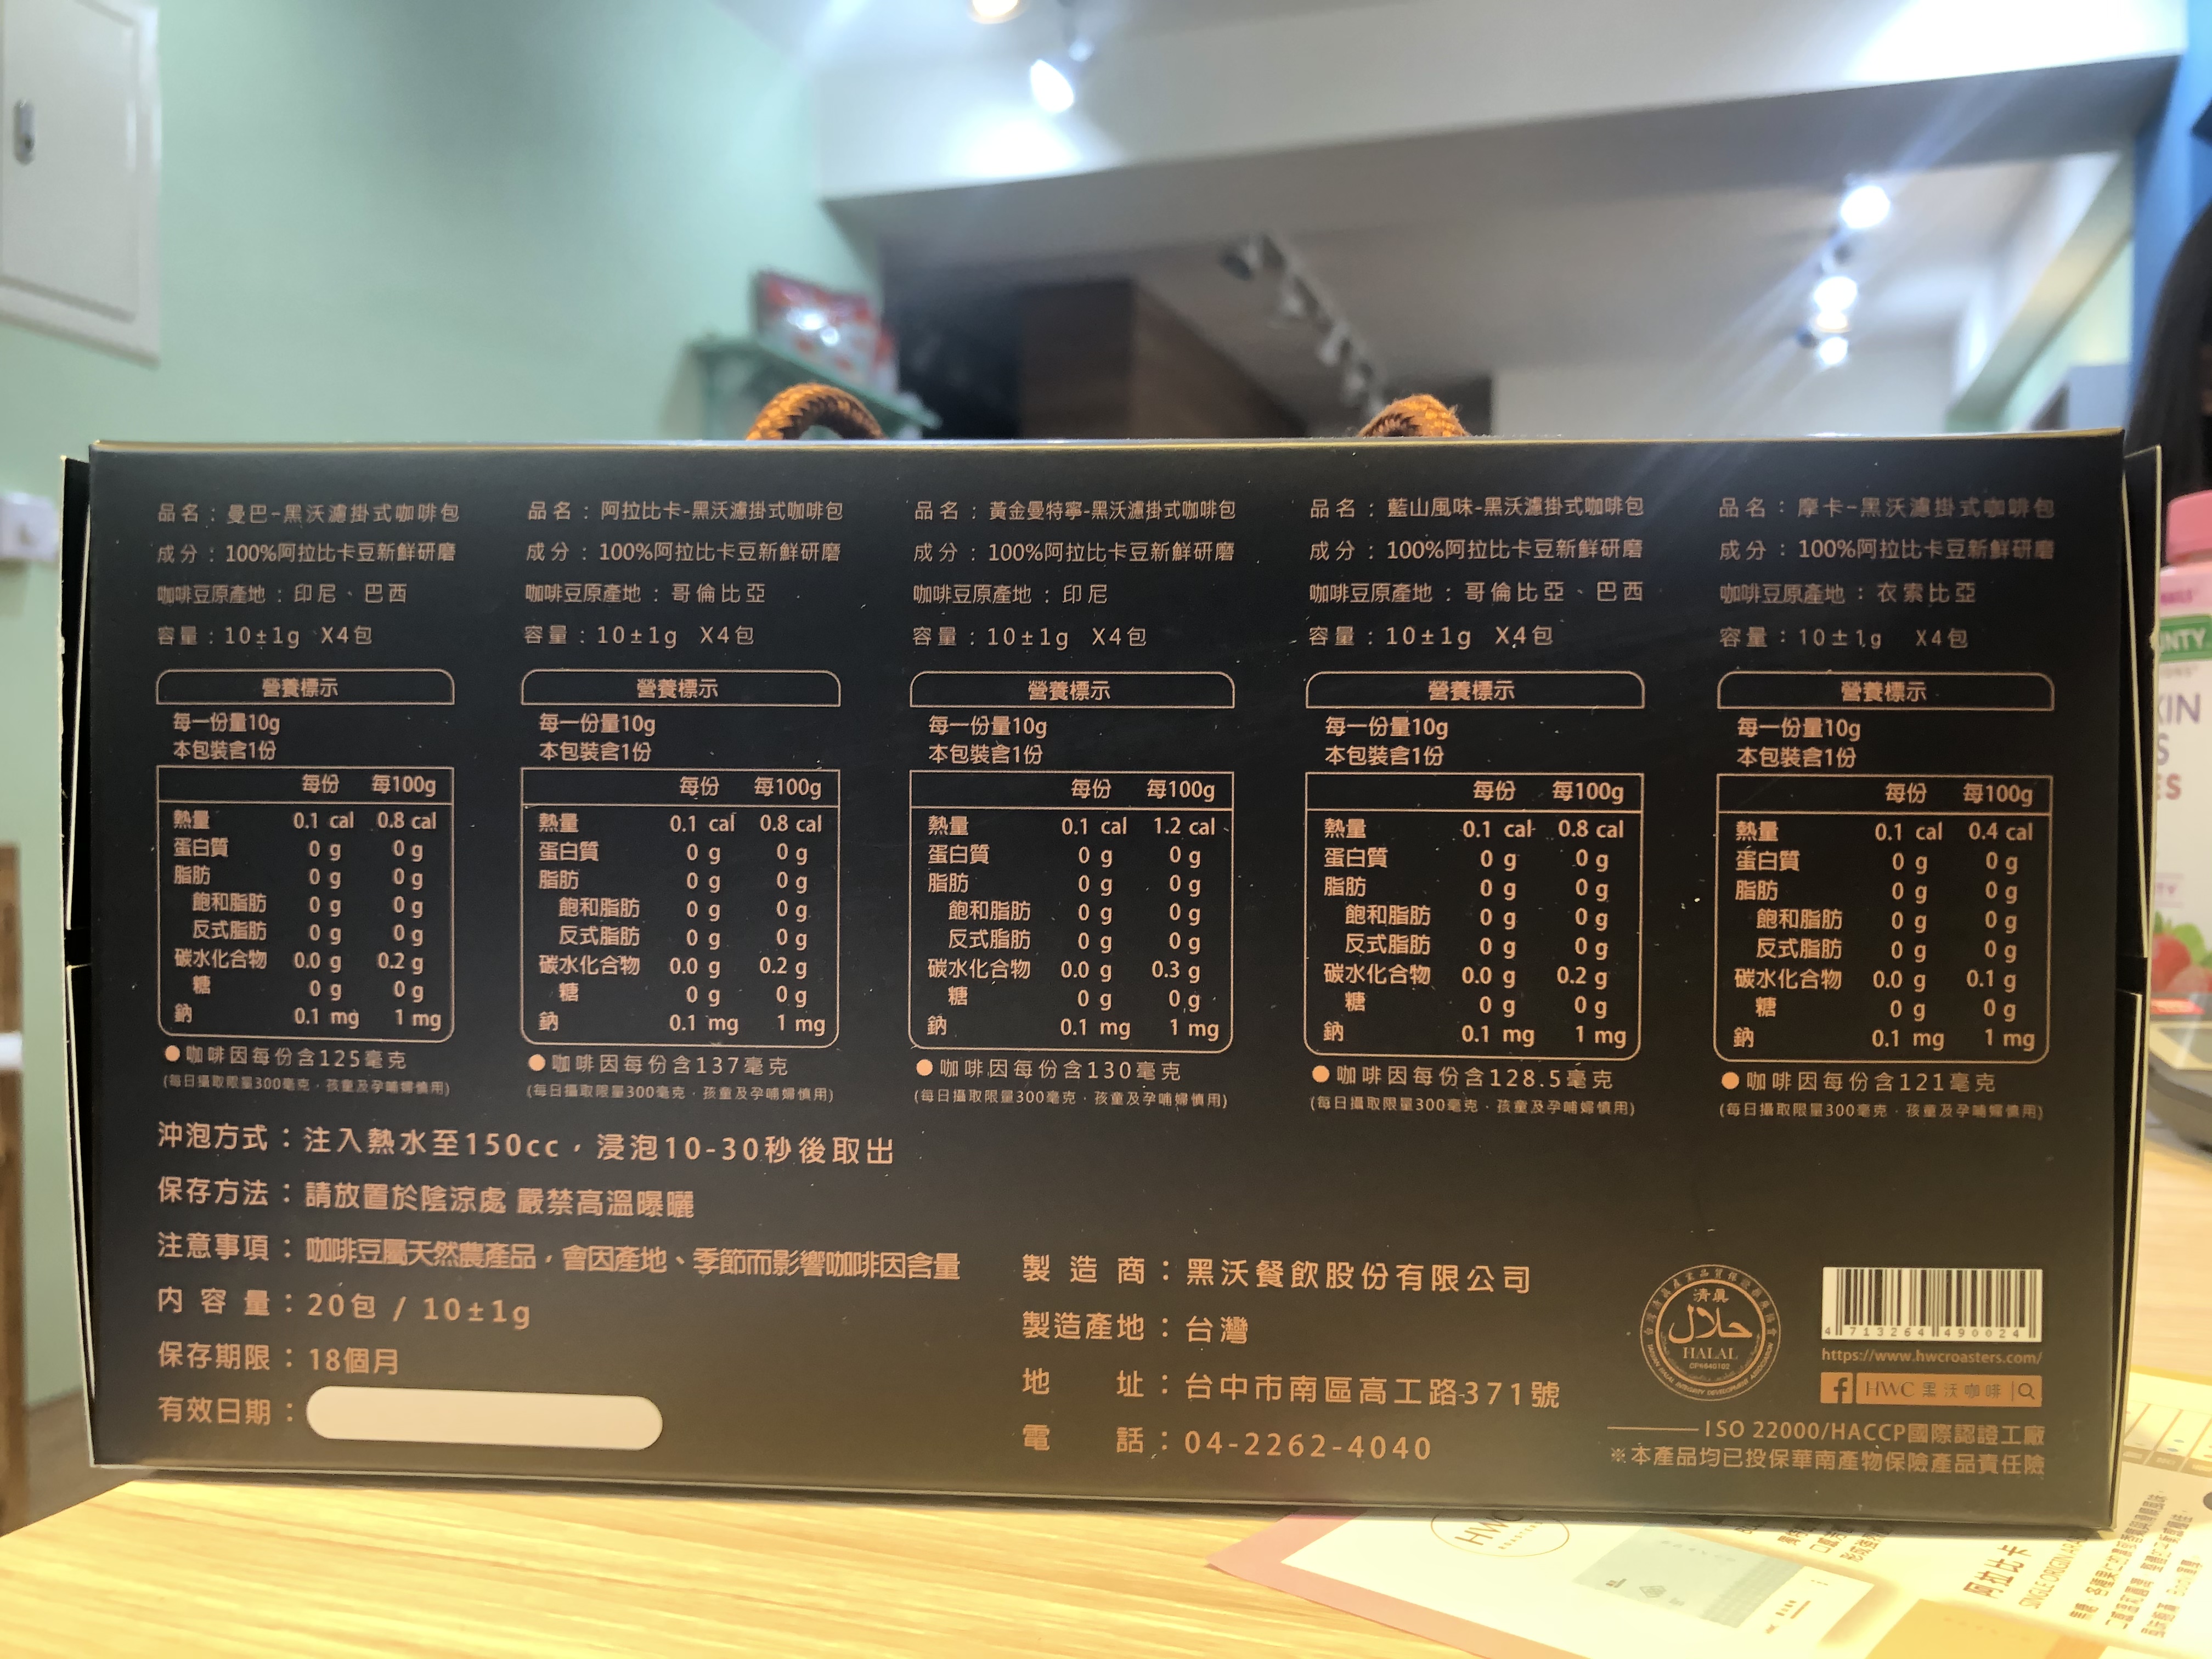 品名：曼巴-黑沃濾掛式咖啡包
成分：100%阿拉比卡豆新鮮研磨
咖啡豆原產地：印尼、巴西
容量：10±1g X4包
營養標示
每一份量10g
本包裝含1份
每份 每100g
熱量 0.1 cal 0.8 cal
蛋白質 0 g 0 g
脂肪 0 g 0 g
飽和脂肪 0 g 0 g
反式脂肪 0 g 0 g
碳水化合物 0.0 g 0.2 g
糖 0 g 0 g
鈉 0.1 mg 1 mg
●咖啡因每份含125毫克
(每日攝取限量300毫克．孩童及孕哺婦慎用)
品名：阿拉比卡-黑沃濾掛式咖啡包
成分：100%阿拉比卡豆新鮮研磨
咖啡豆原產地：哥倫比亞
容量：10±1g X4包
營養標示
每一份量10g
本包裝含1份
每份 每100g
熱量 0.1 cal 0.8 cal
蛋白質 0 g 0 g
脂肪 0 g 0 g
飽和脂肪 0 g 0 g
反式脂肪 0 g 0 g
碳水化合物 0.0 g 0.2 g
糖 0 g 0 g
鈉 0.1 mg 1 mg
●咖啡因每份含137毫克
(每日攝取限量300毫克．孩童及孕哺婦慎用)
品名：黃金曼特寧-黑沃濾掛式咖啡包
成分：100%阿拉比卡豆新鮮研磨
咖啡豆原產地：印尼
容量：10±1g X4包
營養標示
每一份量10g
本包裝含1份
每份 每100g
熱量 0.1 cal 1.2 cal
蛋白質 0 g 0 g
脂肪 0 g 0 g
飽和脂肪 0 g 0 g
反式脂肪 0 g 0 g
碳水化合物 0.0 g 0.3 g
糖 0 g 0 g
鈉 0.1 mg 1 mg
●咖啡因每份含130毫克
(每日攝取限量300毫克．孩童及孕哺婦慎用)
品名：藍山風味-黑沃濾掛式咖啡包
成分：100%阿拉比卡豆新鮮研磨
咖啡豆原產地：哥倫比亞、巴西
容量：10±1g X4包
營養標示
每一份量10g
本包裝含1份
每份 每100g
熱量 0.1 cal 0.8 cal
蛋白質 0 g 0 g
脂肪 0 g 0 g
飽和脂肪 0 g 0 g
反式脂肪 0 g 0 g
碳水化合物 0.0 g 0.2 g
糖 0 g 0 g
鈉 0.1 mg 1 mg
●咖啡因每份含128.5毫克
(每日攝取限量300毫克．孩童及孕哺婦慎用)
品名：摩卡-黑沃濾掛式咖啡包
成分：100%阿拉比卡豆新鮮研磨
咖啡豆原產地：衣索比亞
容量：10±1g X4包
營養標示
每一份量10g
本包裝含1份
每份 每100g
熱量 0.1 cal 0.4 cal
蛋白質 0 g 0 g
脂肪 0 g 0 g
飽和脂肪 0 g 0 g
反式脂肪 0 g 0 g
碳水化合物 0.0 g 0.1 g
糖 0 g 0 g
鈉 0.1 mg 1 mg
●咖啡因每份含121毫克
(每日攝取限量300毫克．孩童及孕哺婦慎用)
沖泡方式：注入熱水至150cc，浸泡10-30秒後取出
保存方法：請放置於陰涼處 嚴禁高溫曝曬
注意事項：咖啡豆屬天然農產品，會因產地、季節而影響咖啡因含量
內容量：20包 / 10±1g
保存期限：18個月
有效日期：
製造商：黑沃餐飲股份有限公司
製造產地：台灣
地址：台中市南區高工路371號
電話：04-2262-4040
清真
حلال
HALAL
4 713264 490024
https://www.hwcroasters.com/
f HWC 黑沃咖啡
ISO 22000/HACCP國際認證工廠
※本產品均已投保華南產物保險產品責任險
HWC
阿拉比卡